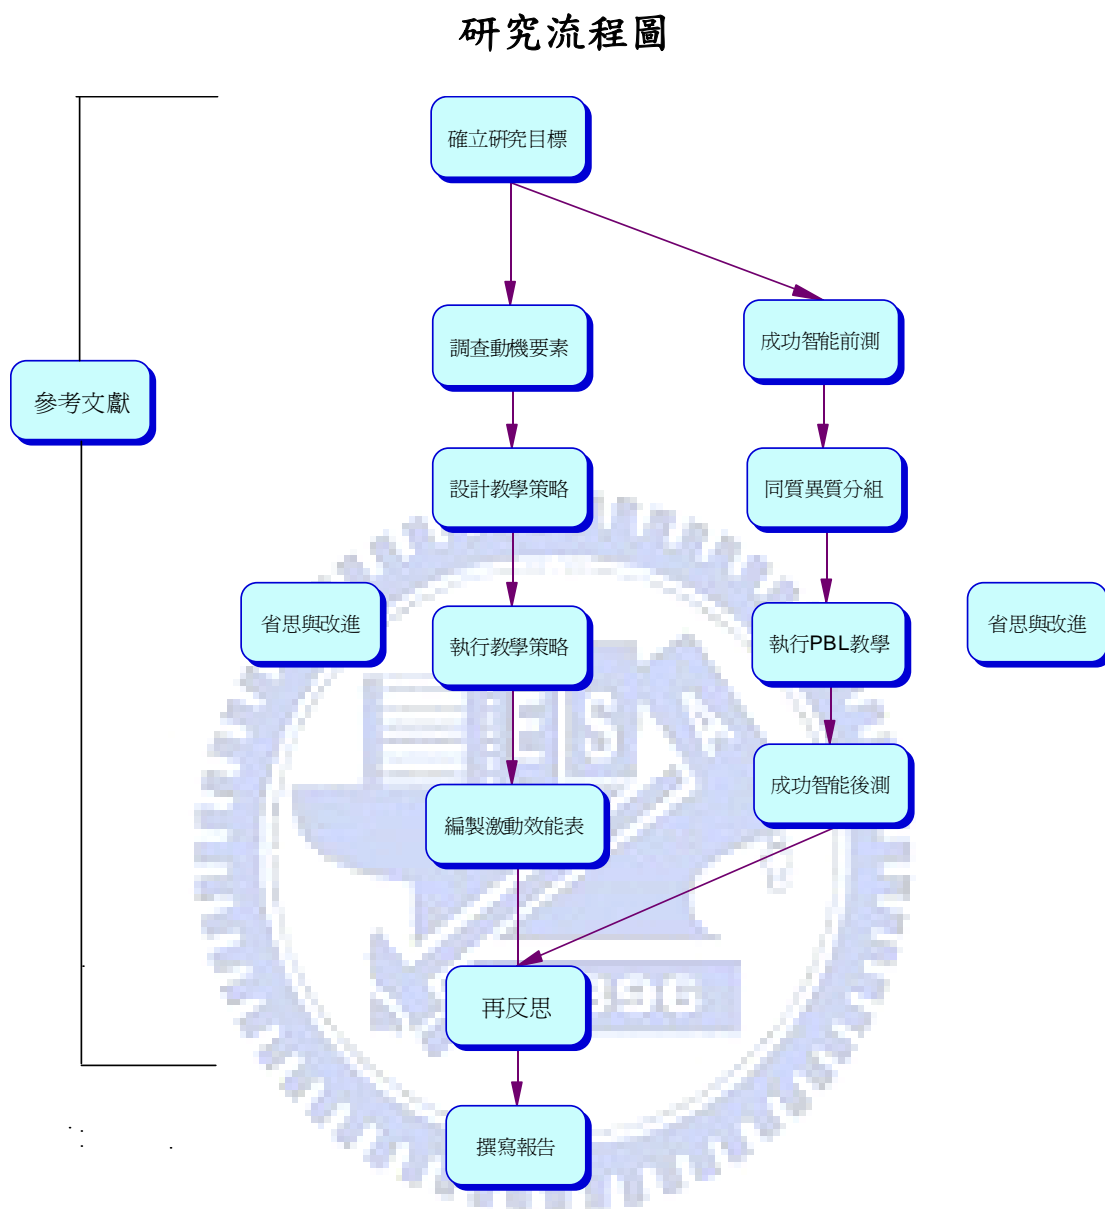 研究流程圖
確立研究目標
調查動機要素
成功智能前測
參考文獻
設計教學策略
同質異質分組
省思與改進
執行教學策略
執行PBL教學
省思與改進
成功智能後測
編製激動效能表
再反思
撰寫報告
ESA
1896